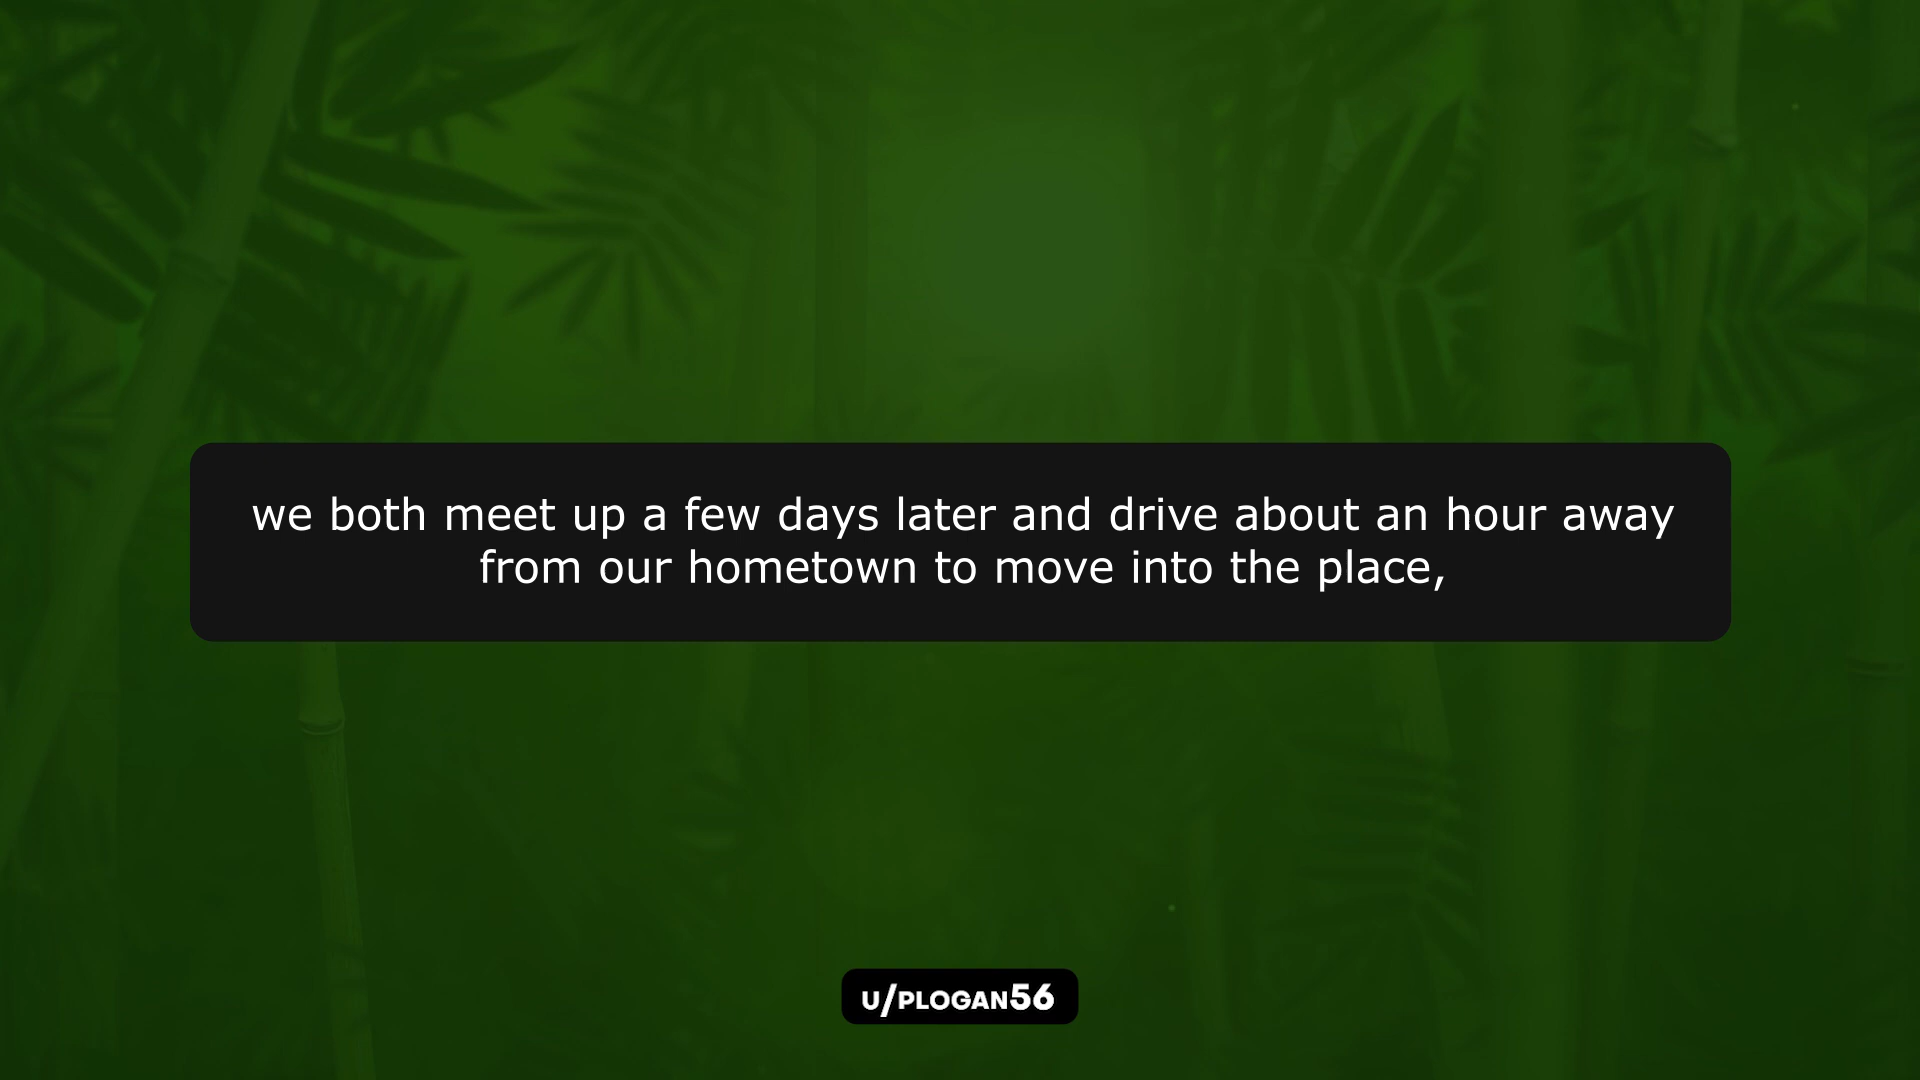 we both meet up a few days later and drive about an hour away
from our hometown to move into the place,
U/PLOGAN56